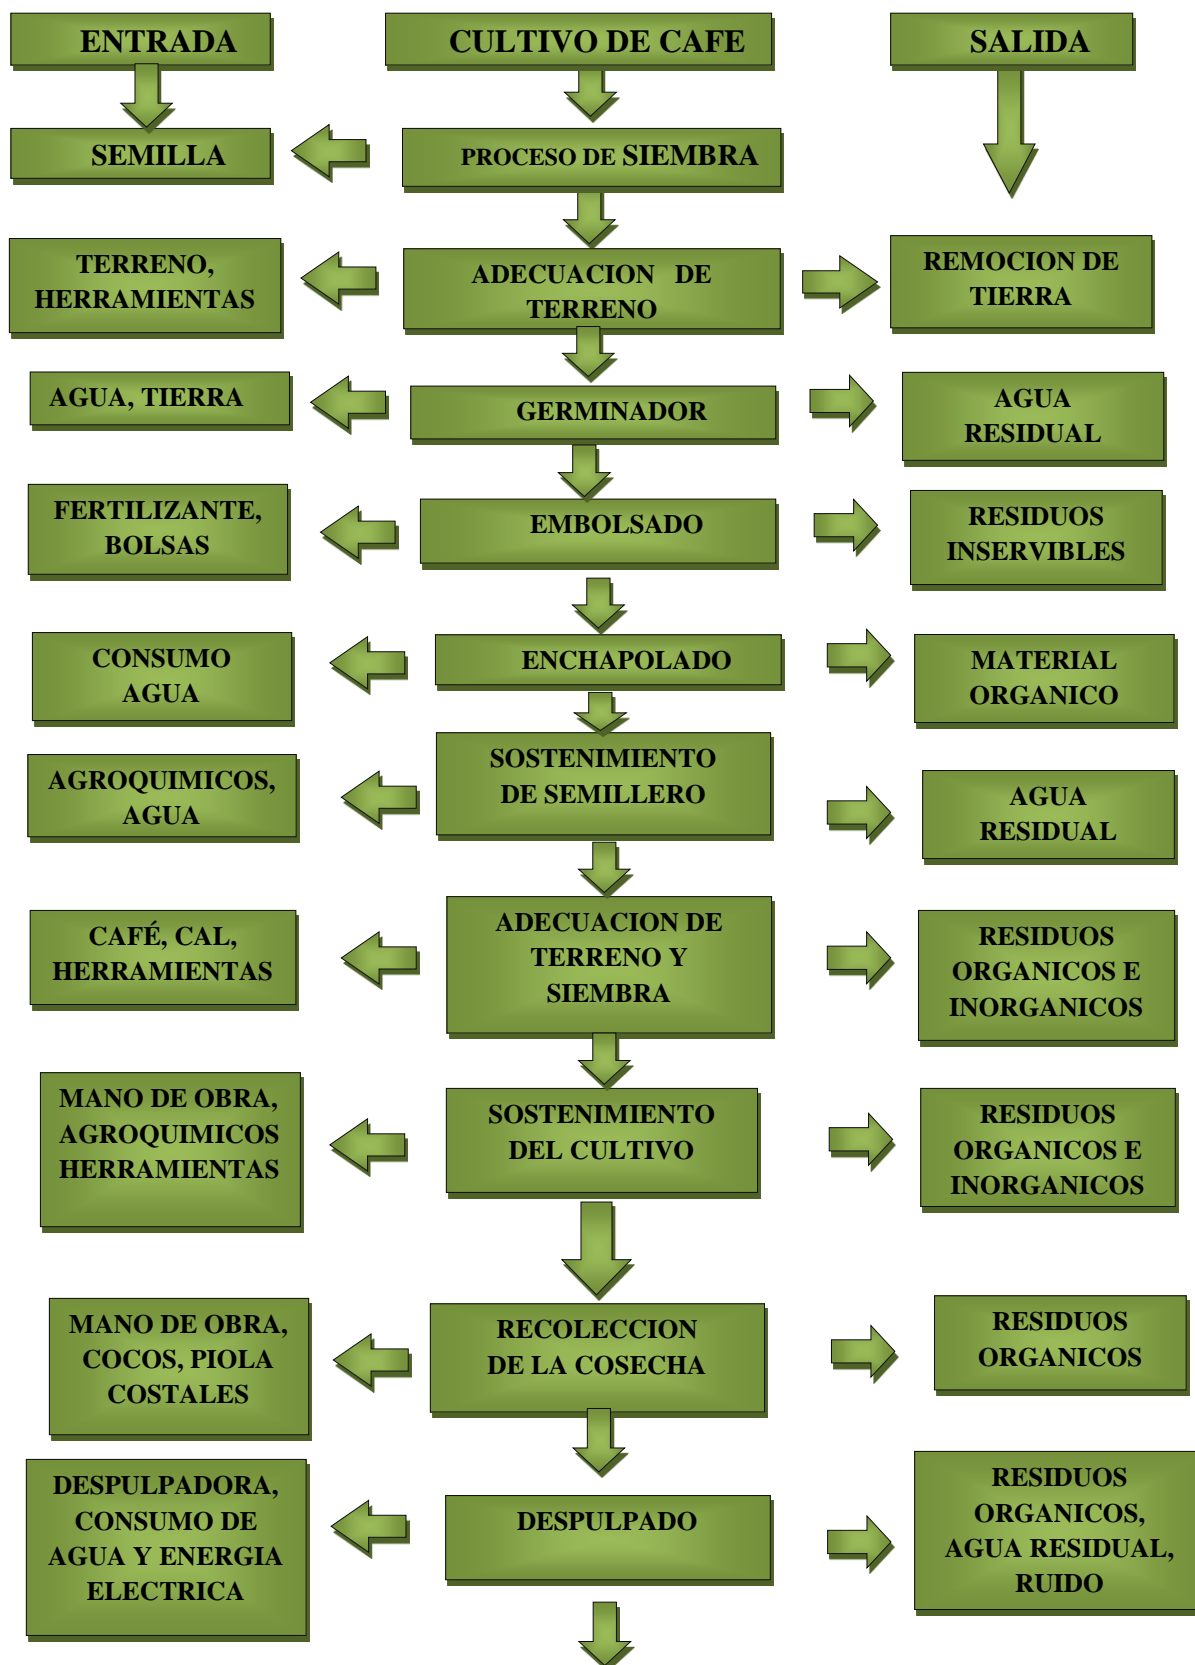 ENTRADA
CULTIVO DE CAFE
SALIDA
SEMILLA
PROCESO DE SIEMBRA
TERRENO,
HERRAMIENTAS
ADECUACION DE
TERRENO
REMOCION DE
TIERRA
AGUA, TIERRA
GERMINADOR
AGUA
RESIDUAL
FERTILIZANTE,
BOLSAS
EMBOLSADO
RESIDUOS
INSERVIBLES
CONSUMO
AGUA
ENCHAPOLADO
MATERIAL
ORGANICO
AGROQUIMICOS,
AGUA
SOSTENIMIENTO
DE SEMILLERO
AGUA
RESIDUAL
CAFÉ, CAL,
HERRAMIENTAS
ADECUACION DE
TERRENO Y
SIEMBRA
RESIDUOS
ORGANICOS E
INORGANICOS
MANO DE OBRA,
AGROQUIMICOS
HERRAMIENTAS
SOSTENIMIENTO
DEL CULTIVO
RESIDUOS
ORGANICOS E
INORGANICOS
MANO DE OBRA,
COCOS, PIOLA
COSTALES
RECOLECCION
DE LA COSECHA
RESIDUOS
ORGANICOS
DESPULPADORA,
CONSUMO DE
AGUA Y ENERGIA
ELECTRICA
DESPULPADO
RESIDUOS
ORGANICOS,
AGUA RESIDUAL,
RUIDO